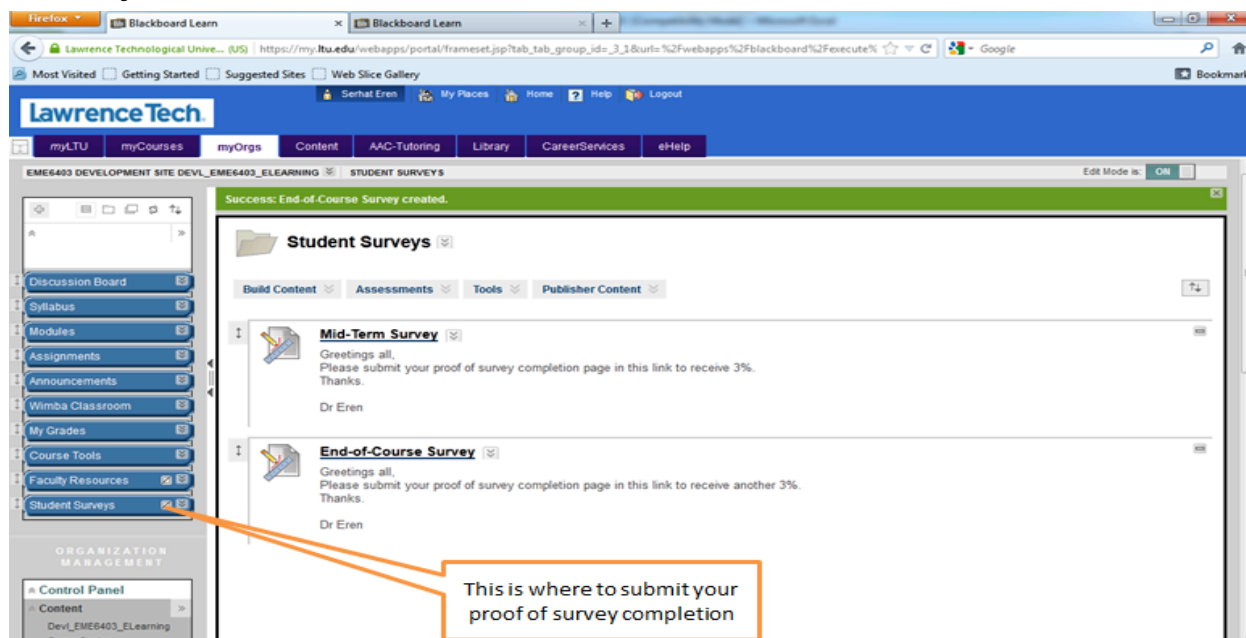 Firefox
Blackboard Learn
Blackboard Learn
Lawrence Technological Unive... (US) https://my.ltu.edu/webapps/portal/frameset.jsp?tab_tab_group_id=_3_1&url=%2Fwebapps%2Fblackboard%2Fexecute%
Google
Most Visited Getting Started Suggested Sites Web Slice Gallery
Bookmark
Serhat Eren My Places Home ? Help Logout
Lawrence Tech.
myLTU myCourses myOrgs Content AAC-Tutoring Library CareerServices eHelp
EME6403 DEVELOPMENT SITE DEVL_EME6403_ELEARNING STUDENT SURVEYS
Edit Mode is: ON
Success: End-of-Course Survey created.
Student Surveys
Build Content Assessments Tools Publisher Content
Discussion Board
Syllabus
Modules
Assignments
Announcements
Wimba Classroom
My Grades
Course Tools
Faculty Resources
Student Surveys
Mid-Term Survey
Greetings all,
Please submit your proof of survey completion page in this link to receive 3%.
Thanks.
Dr Eren
End-of-Course Survey
Greetings all,
Please submit your proof of survey completion page in this link to receive another 3%.
Thanks.
Dr Eren
ORGANIZATION
MANAGEMENT
Control Panel
Content
Devl_EME6403_ELearning
This is where to submit your
proof of survey completion